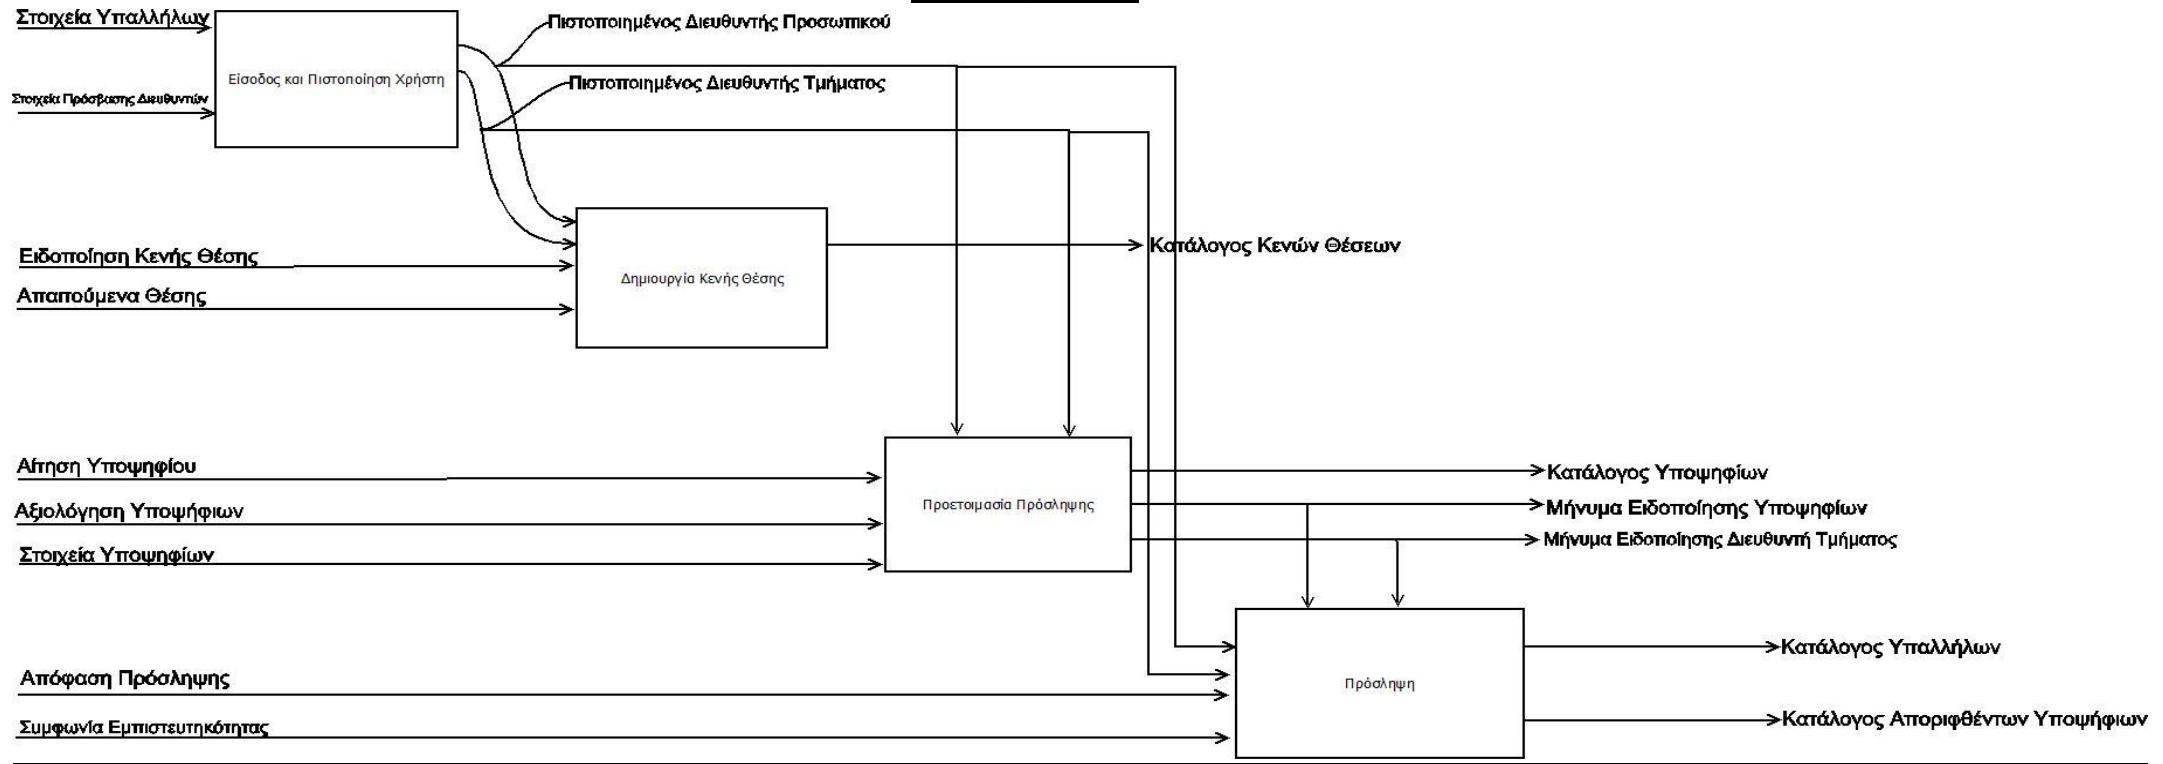 Στοιχεία Υπαλλήλων
Πιστοποιημένος Διευθυντής Προσωπικού
Είσοδος και Πιστοποίηση Χρήστη
Πιστοποιημένος Διευθυντής Τμήματος
Στοιχεία Πρόσβασης Διευθυντών
Κατάλογος Κενών Θέσεων
Ειδοποίηση Κενής Θέσης
Δημιουργία Κενής Θέσης
Απαιτούμενα Θέσης
Αίτηση Υποψηφίου
Κατάλογος Υποψηφίων
Προετοιμασία Πρόσληψης
Μήνυμα Ειδοποίησης Υποψηφίων
Αξιολόγηση Υποψήφιων
Μήνυμα Ειδοποίησης Διευθυντή Τμήματος
Στοιχεία Υποψηφίων
Κατάλογος Υπαλλήλων
Απόφαση Πρόσληψης
Πρόσληψη
Κατάλογος Αποριφθέντων Υποψήφιων
Συμφωνία Εμπιστευτηκότητας